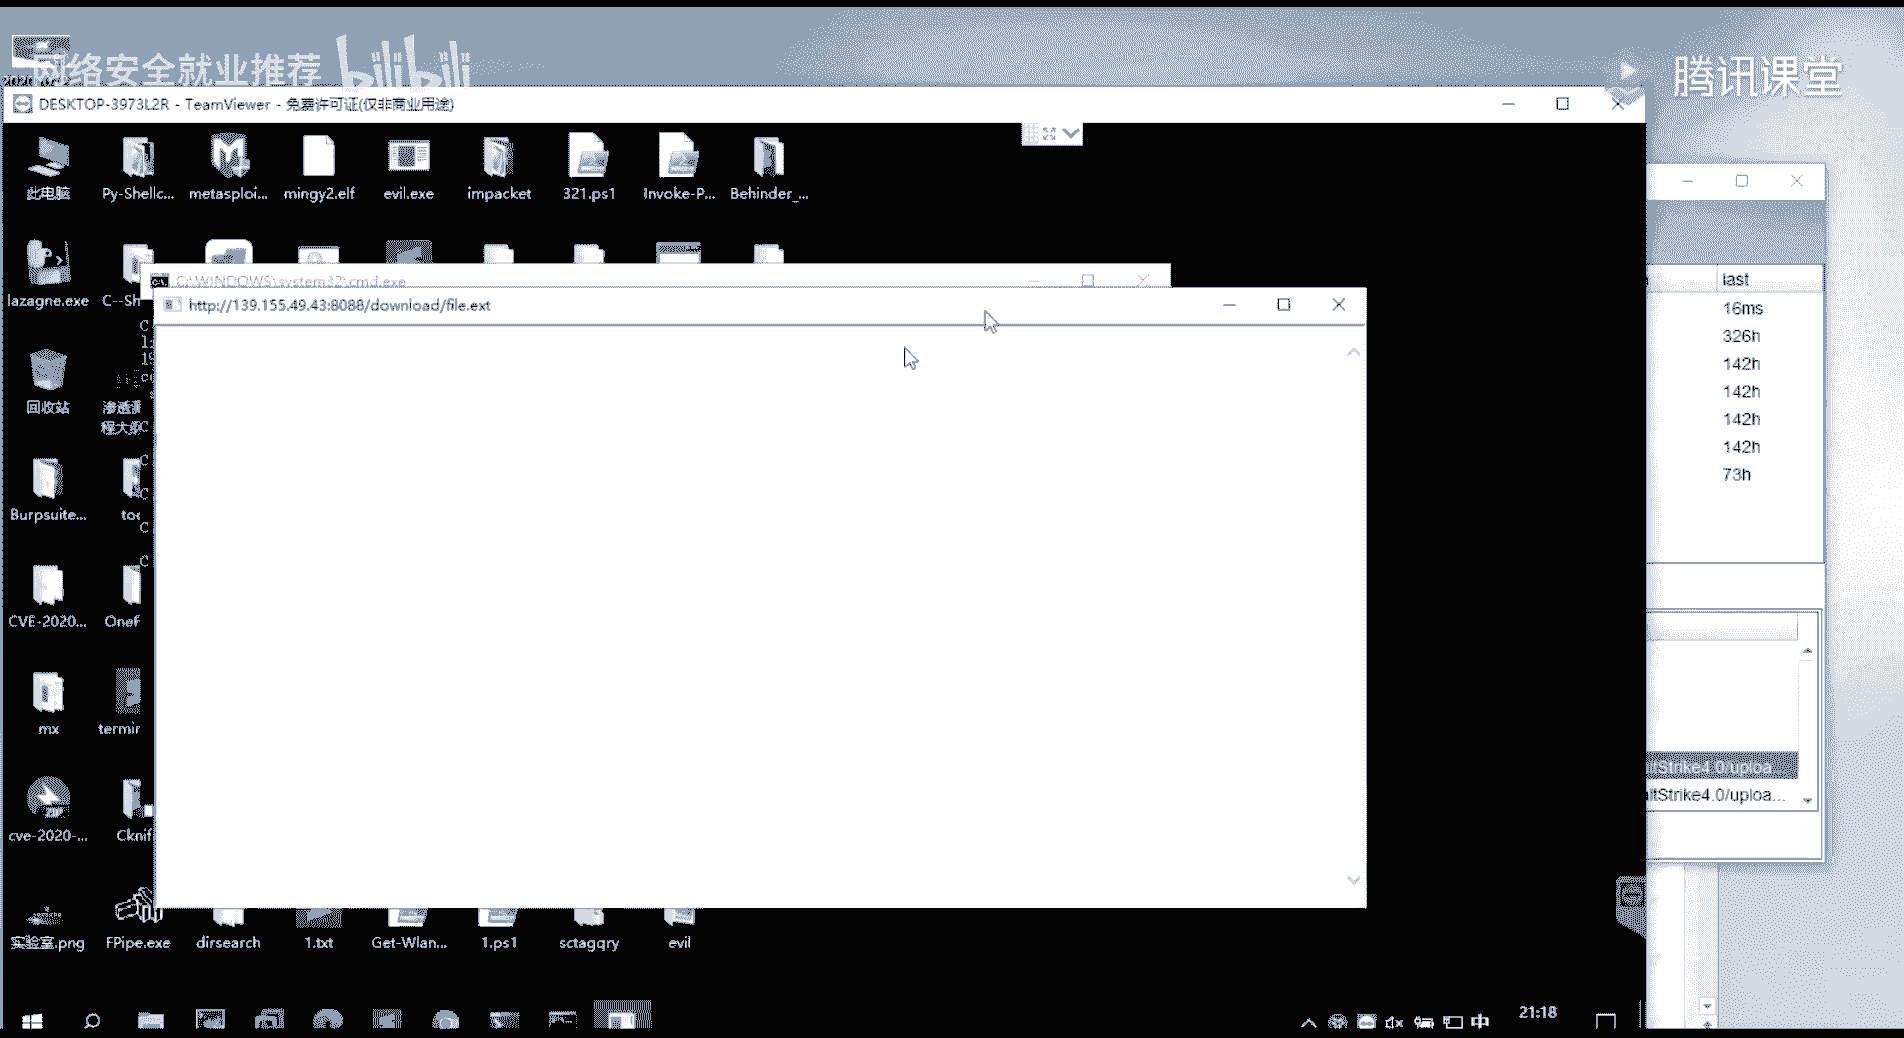 网络安全就业推荐 bilibili
腾讯课堂
DESKTOP-3973L2R - TeamViewer - 免费许可证(仅非商业用途)
此电脑
Py-Shellc...
metasploi...
mingy2.elf
evil.exe
impacket
321.ps1
Invoke-P...
Behinder_...
lazagne.exe
C--Sh
C:\WINDOWS\system32\cmd.exe
http://139.155.49.43:8088/download/file.ext
last
16ms
326h
142h
142h
142h
142h
73h
回收站
渗透测
程大纲
Burpsuite...
too
CVE-2020...
OneF
mx
termin
cve-2020-...
Cknif
ltStrike4.0/uploa...
ltStrike4.0/uploa...
实验室.png
FPipe.exe
dirsearch
1.txt
Get-Wlan...
1.ps1
sctagqry
evil
中
21:18